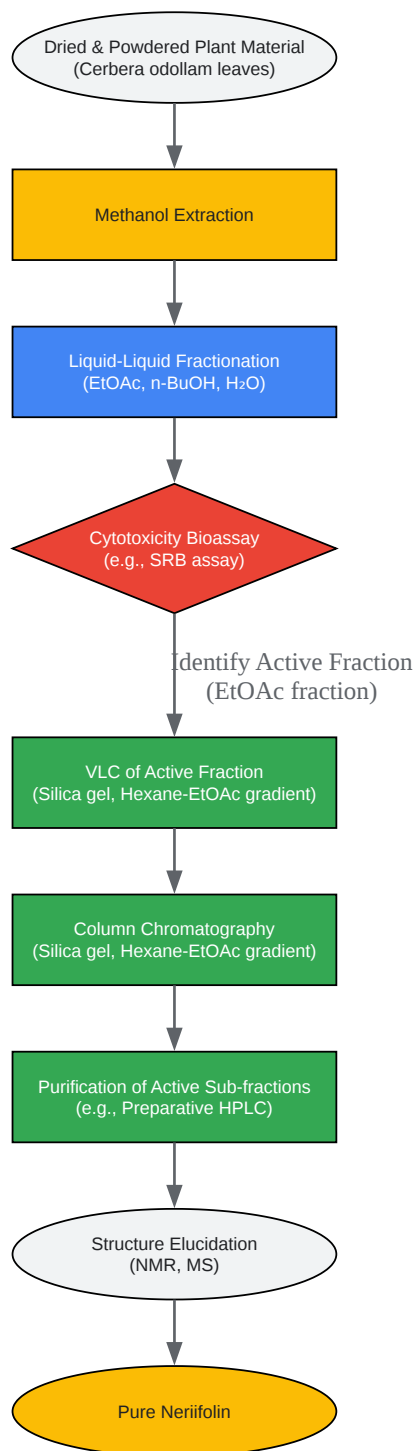 Dried & Powdered Plant Material
(Cerbera odollam leaves)
Methanol Extraction
Liquid-Liquid Fractionation
(EtOAc, n-BuOH, H₂O)
Cytotoxicity Bioassay
(e.g., SRB assay)
Identify Active Fraction
(EtOAc fraction)
VLC of Active Fraction
(Silica gel, Hexane-EtOAc gradient)
Column Chromatography
(Silica gel, Hexane-EtOAc gradient)
Purification of Active Sub-fractions
(e.g., Preparative HPLC)
Structure Elucidation
(NMR, MS)
Pure Neriifolin